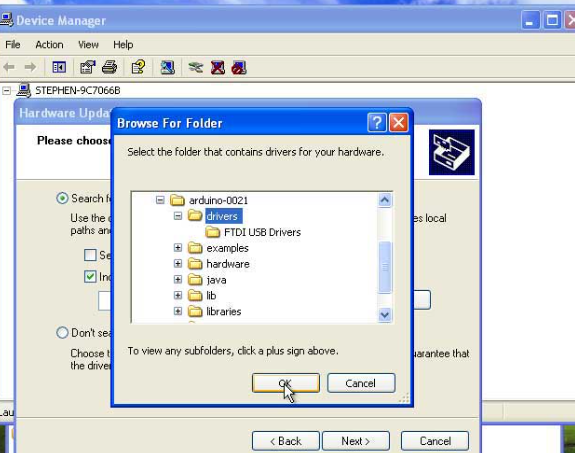 Device Manager
File Action View Help
STEPHEN-9C7066B
Hardware Upda
Please choose
Browse For Folder
Select the folder that contains drivers for your hardware.
arduino-0021
drivers
FTDI USB Drivers
examples
hardware
java
lib
libraries
To view any subfolders, click a plus sign above.
OK Cancel
Search f
Use the es local
paths an
Se
Inc
Don't sea
Choose t uarantee that
the driver
< Back Next > Cancel